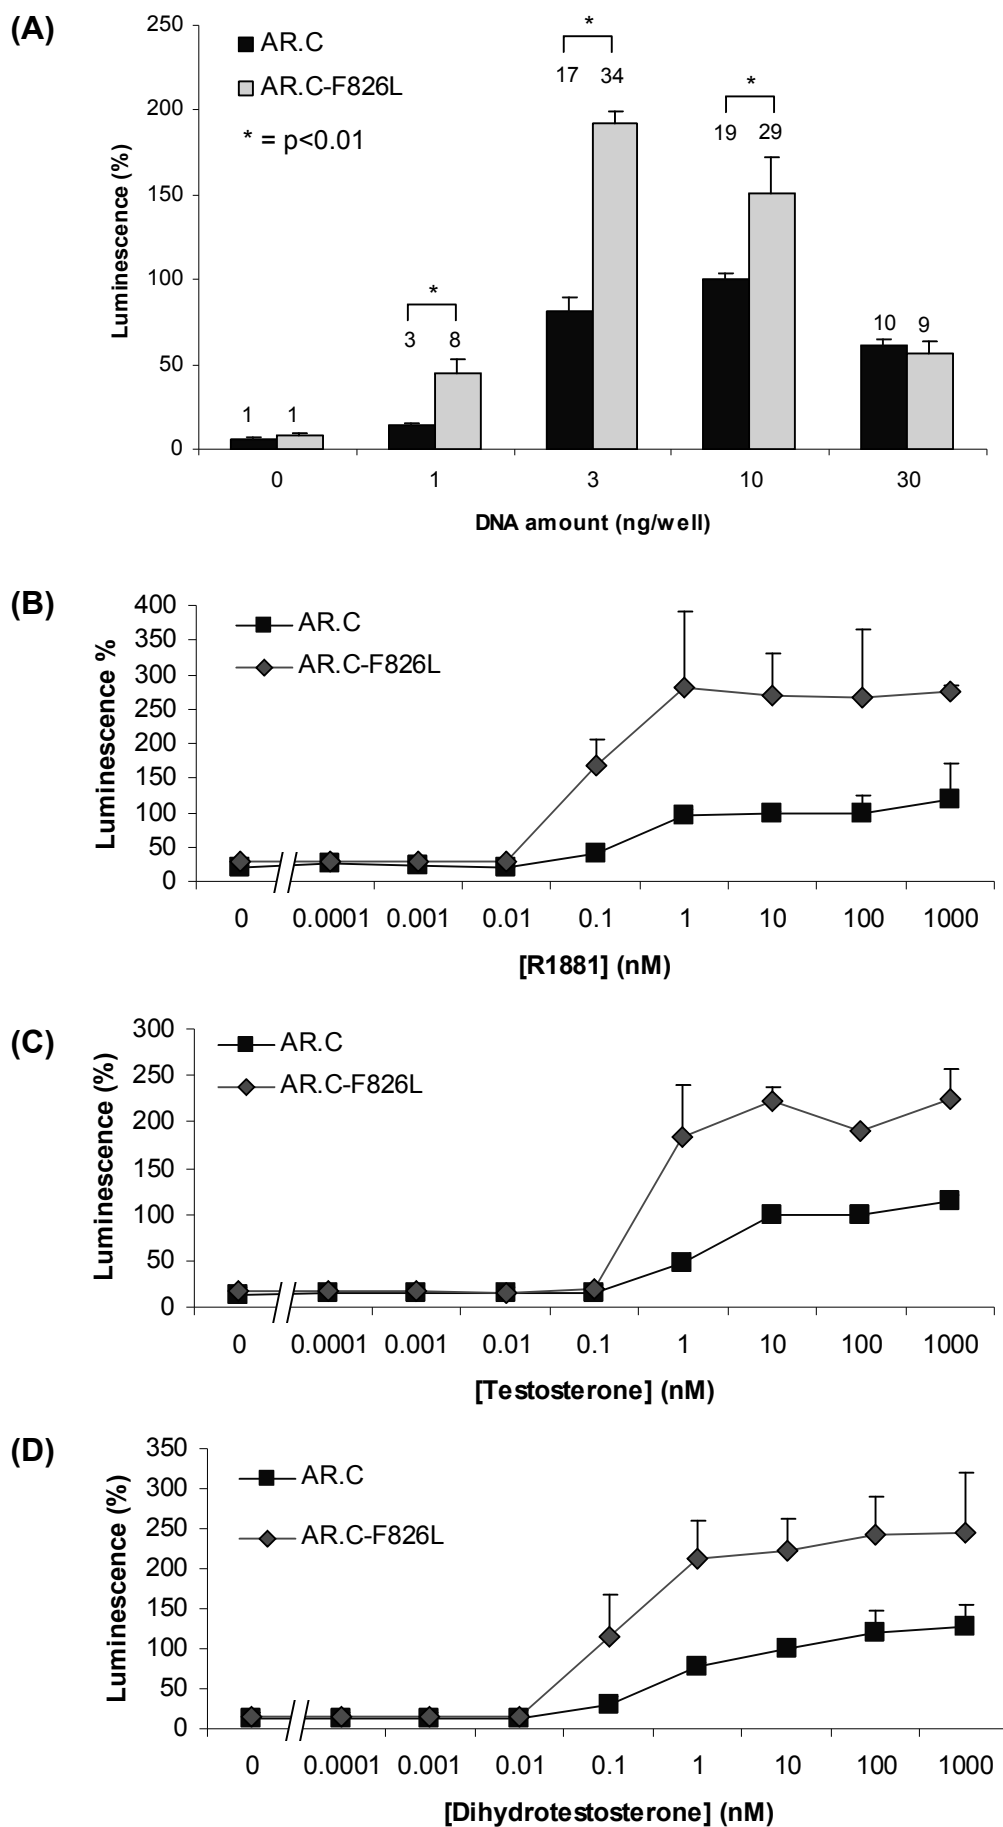 (A)
250
200
150
100
50
0
Luminescence (%)
AR.C
AR.C-F826L
* = p<0.01
1 1
* 3 8
* 17 34
* 19 29
10 9
0 1 3 10 30
DNA amount (ng/well)
(B)
400
350
300
250
200
150
100
50
0
Luminescence %
AR.C
AR.C-F826L
0 0.0001 0.001 0.01 0.1 1 10 100 1000
[R1881] (nM)
(C)
300
250
200
150
100
50
0
Luminescence (%)
AR.C
AR.C-F826L
0 0.0001 0.001 0.01 0.1 1 10 100 1000
[Testosterone] (nM)
(D)
350
300
250
200
150
100
50
0
Luminescence (%)
AR.C
AR.C-F826L
0 0.0001 0.001 0.01 0.1 1 10 100 1000
[Dihydrotestosterone] (nM)